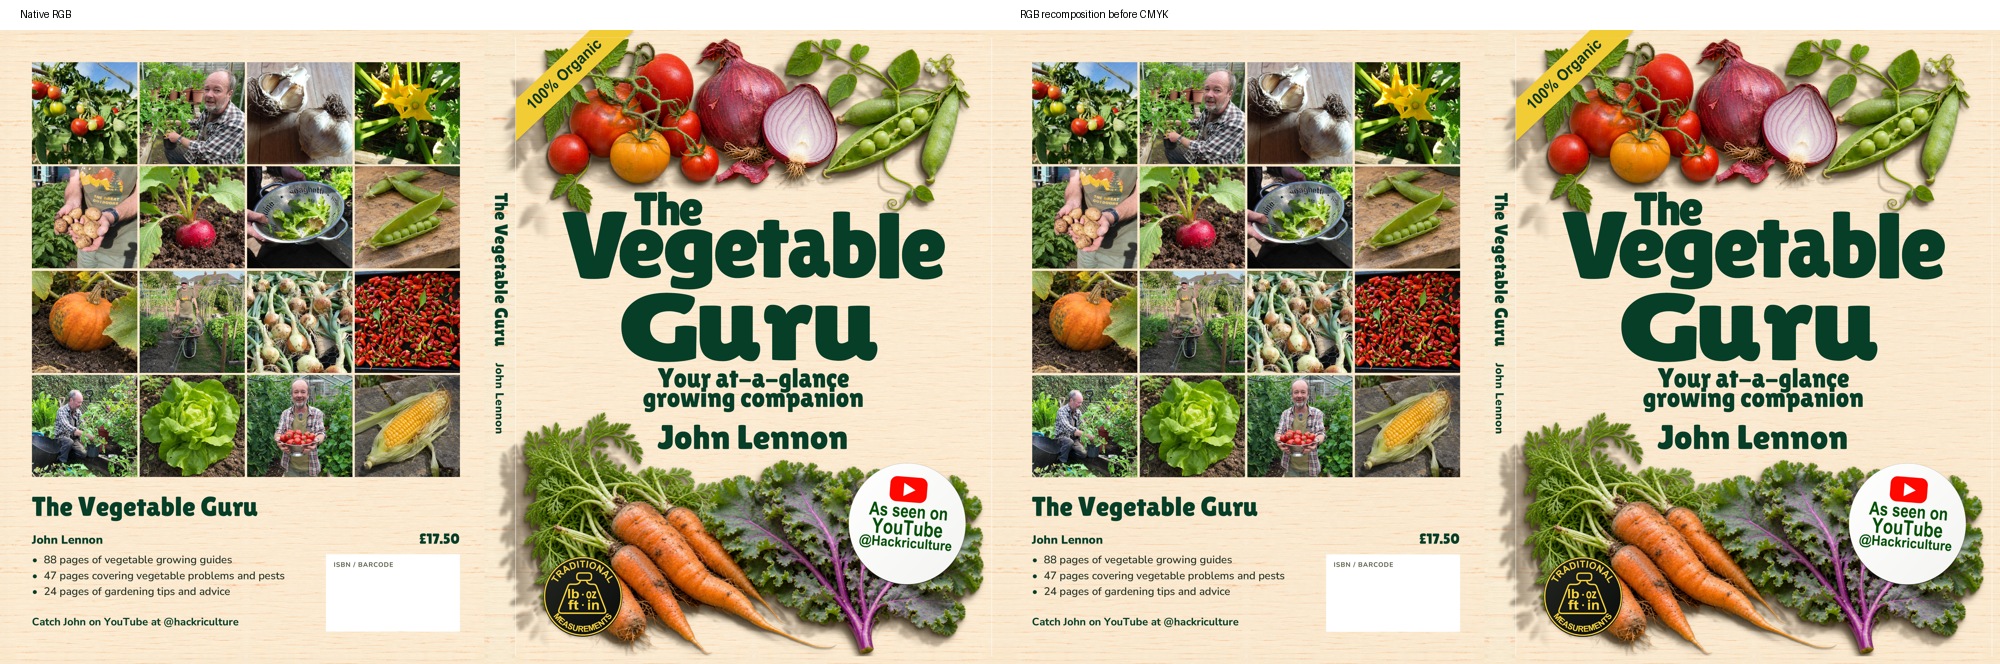 Native RGB
RGB recomposition before CMYK
The Vegetable Guru
John Lennon
£17.50
• 88 pages of vegetable growing guides
• 47 pages covering vegetable problems and pests
• 24 pages of gardening tips and advice
ISBN / BARCODE
Catch John on YouTube at @hackriculture
The Vegetable Guru John Lennon
100% Organic
The
Vegetable
Guru
Your at-a-glance
growing companion
John Lennon
As seen on
YouTube
@Hackriculture
TRADITIONAL
lb·oz
ft·in
MEASUREMENTS
The Vegetable Guru
John Lennon
£17.50
• 88 pages of vegetable growing guides
• 47 pages covering vegetable problems and pests
• 24 pages of gardening tips and advice
ISBN / BARCODE
Catch John on YouTube at @hackriculture
The Vegetable Guru John Lennon
100% Organic
The
Vegetable
Guru
Your at-a-glance
growing companion
John Lennon
As seen on
YouTube
@Hackriculture
TRADITIONAL
lb·oz
ft·in
MEASUREMENTS